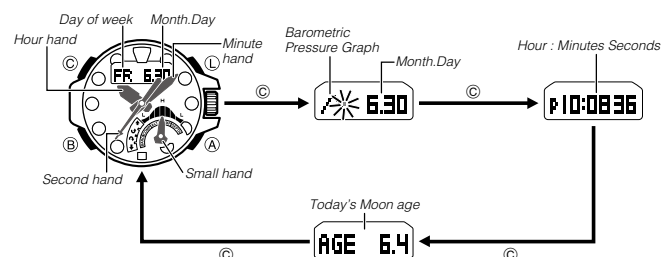 Day of week
Month.Day
Hour hand
Minute
hand
Ⓒ
Ⓛ
FR 6.30
H
L L
Ⓑ
Ⓐ
Second hand
Small hand
Ⓒ
Barometric
Pressure Graph
Month.Day
6.30
Ⓒ
Hour : Minutes Seconds
P 10:08 36
Ⓒ
Today's Moon age
AGE 6.4
Ⓒ